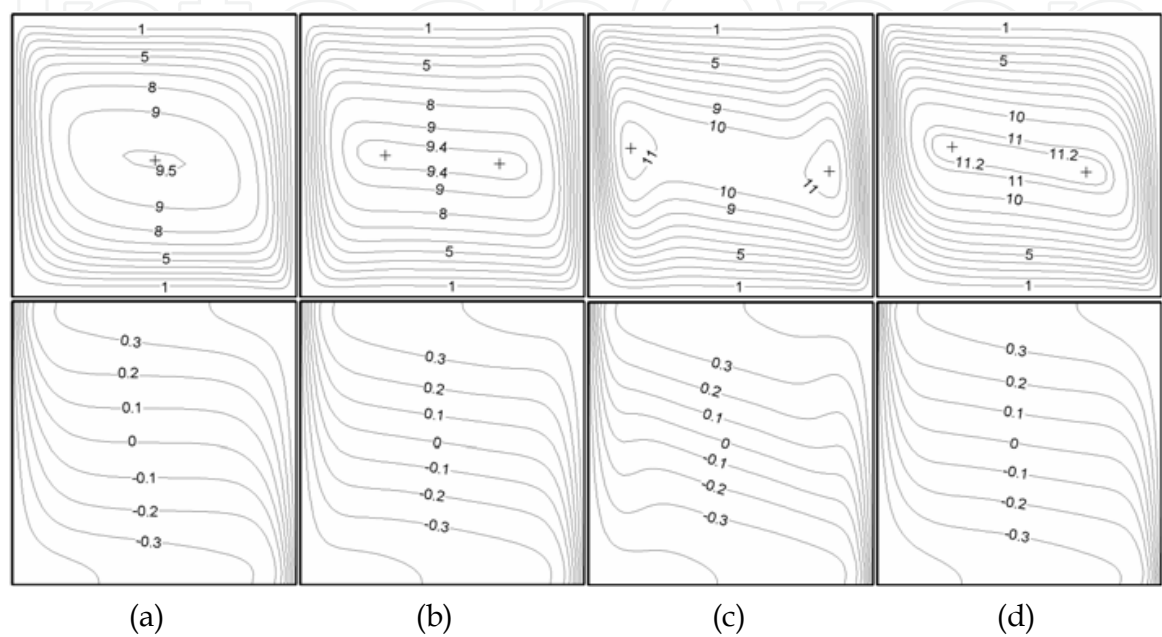 1 1 1 1
5 5 5 5
8 8 9 10
9 9 10 11
9.5 9.4 11 11.2
9 9.4 11 11.2
8 9 10 11
5 8 9 10
1 5 5 5
1 1 1
0.3 0.3 0.3 0.3
0.2 0.2 0.2 0.2
0.1 0.1 0.1 0.1
0 0 0 0
-0.1 -0.1 -0.1 -0.1
-0.2 -0.2 -0.2 -0.2
-0.3 -0.3 -0.3 -0.3
(a) (b) (c) (d)